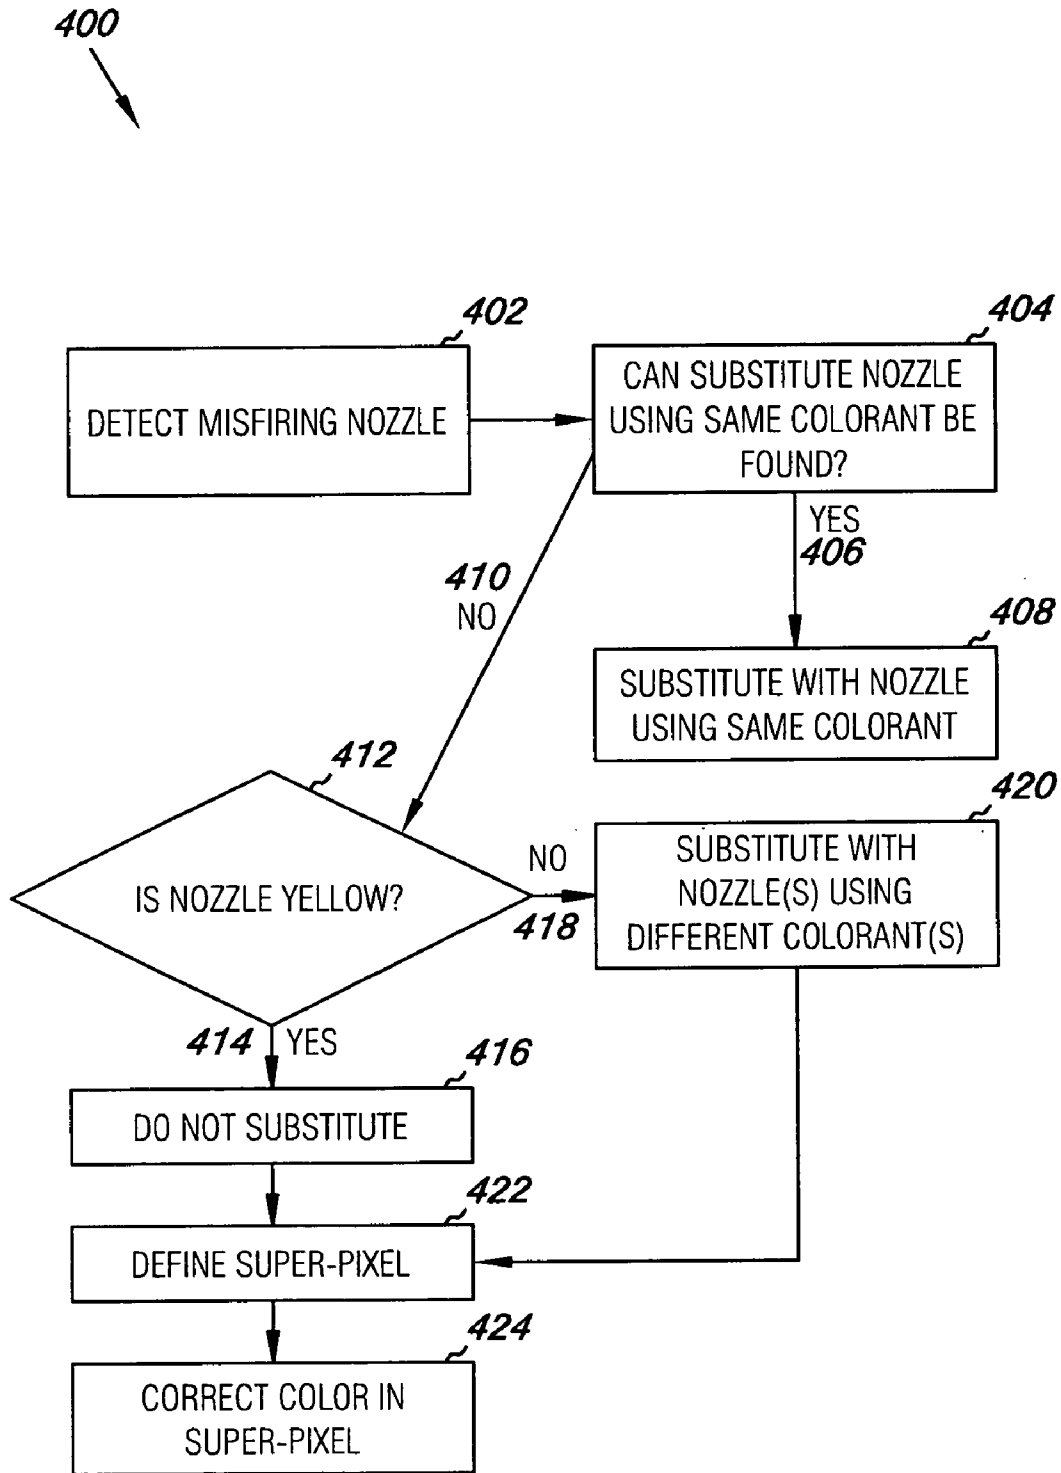 400
402
DETECT MISFIRING NOZZLE
404
CAN SUBSTITUTE NOZZLE
USING SAME COLORANT BE
FOUND?
YES
406
410
NO
408
SUBSTITUTE WITH NOZZLE
USING SAME COLORANT
412
IS NOZZLE YELLOW?
NO
418
420
SUBSTITUTE WITH
NOZZLE(S) USING
DIFFERENT COLORANT(S)
414 YES
416
DO NOT SUBSTITUTE
422
DEFINE SUPER-PIXEL
424
CORRECT COLOR IN
SUPER-PIXEL